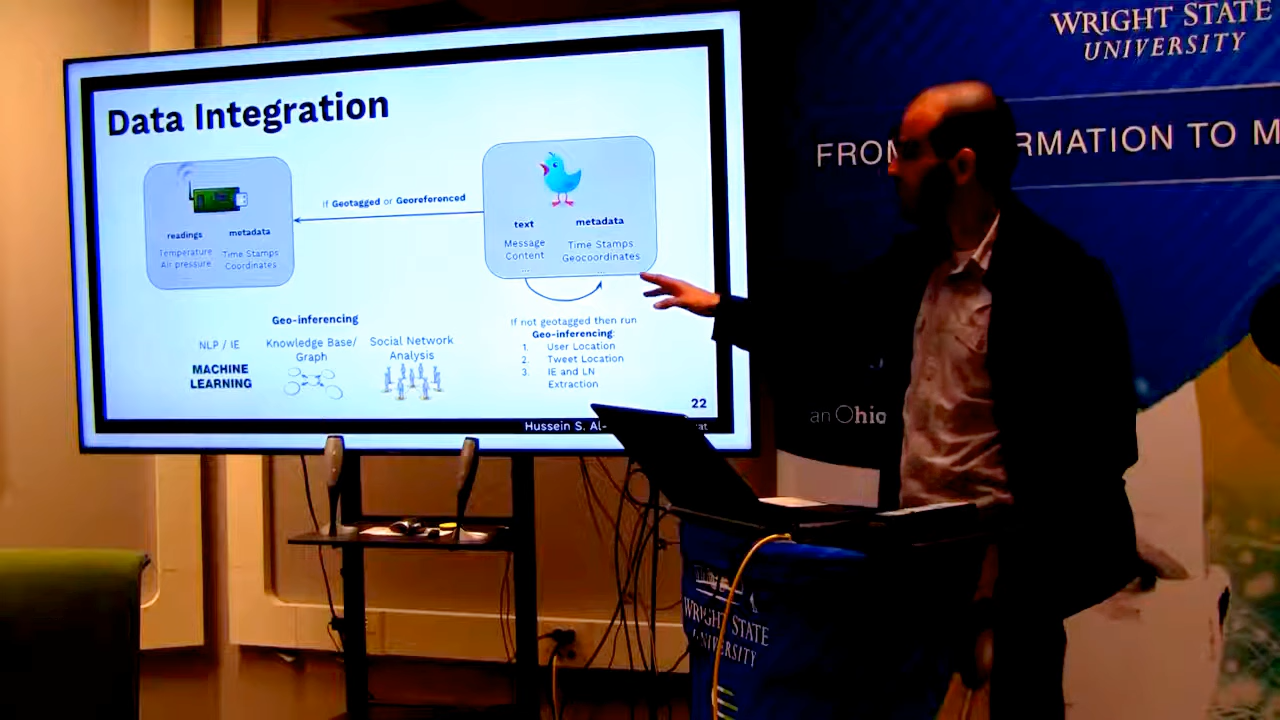 Data Integration
If Geotagged or Georeferenced
readings
metadata
Temperature
Air pressure
...
Time Stamps
Coordinates
text
metadata
Message
Content
...
Time Stamps
Geocoordinates
...
Geo-inferencing
NLP / IE
MACHINE
LEARNING
Knowledge Base/
Graph
Social Network
Analysis
If not geotagged then run
Geo-inferencing:
1. User Location
2. Tweet Location
3. IE and LN
Extraction
22
Hussein S. Al-
WRIGHT STATE
UNIVERSITY
TO M
an Ohio
WRIGHT STATE
UNIVERSITY